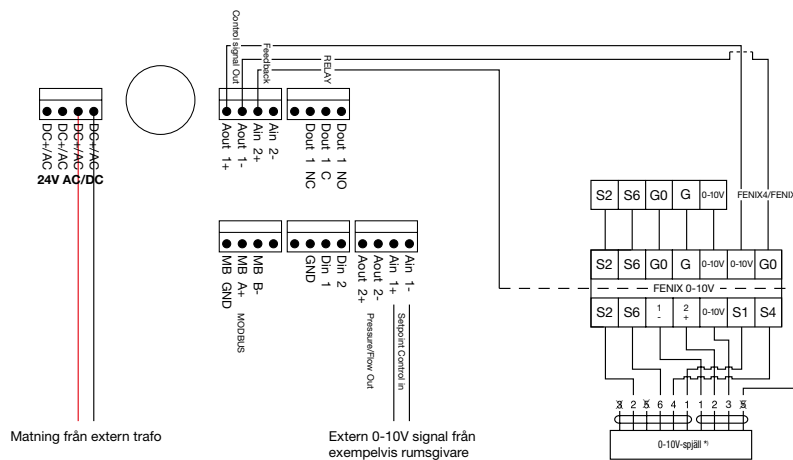 Control signal Out
Feedback
RELAY
DC+/AC
DC+/AC
DC+/AC
DC+/AC
24V AC/DC
Aout 1+
Aout 1-
Ain 2+
Ain 2-
Dout 1 NC
Dout 1 C
Dout 1 NO
S2 S6 G0 G 0-10V FENIX4/FENIX
MB GND
MB A+
MB B-
MODBUS
GND
Din 1
Din 2
Aout 2+
Aout 2-
Ain 1+
Ain 1-
Pressure/Flow Out
Setpoint Control in
S2 S6 G0 G 0-10V 0-10V G0
FENIX 0-10V
S2 S6 1 - 2 + 0-10V S1 S4
3 2 5 6 4 1 1 2 3 5
0-10V-spjäll *)
Matning från extern trafo
Extern 0-10V signal från
exempelvis rumsgivare